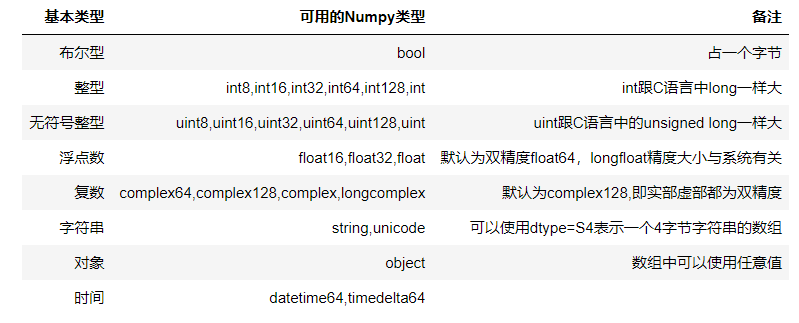 基本类型 可用的Numpy类型 备注
布尔型 bool 占一个字节
整型 int8,int16,int32,int64,int128,int int跟C语言中long一样大
无符号整型 uint8,uint16,uint32,uint64,uint128,uint uint跟C语言中的unsigned long一样大
浮点数 float16,float32,float 默认为双精度float64，longfloat精度大小与系统有关
复数 complex64,complex128,complex,longcomplex 默认为complex128,即实部虚部都为双精度
字符串 string,unicode 可以使用dtype=S4表示一个4字节字符串的数组
对象 object 数组中可以使用任意值
时间 datetime64,timedelta64